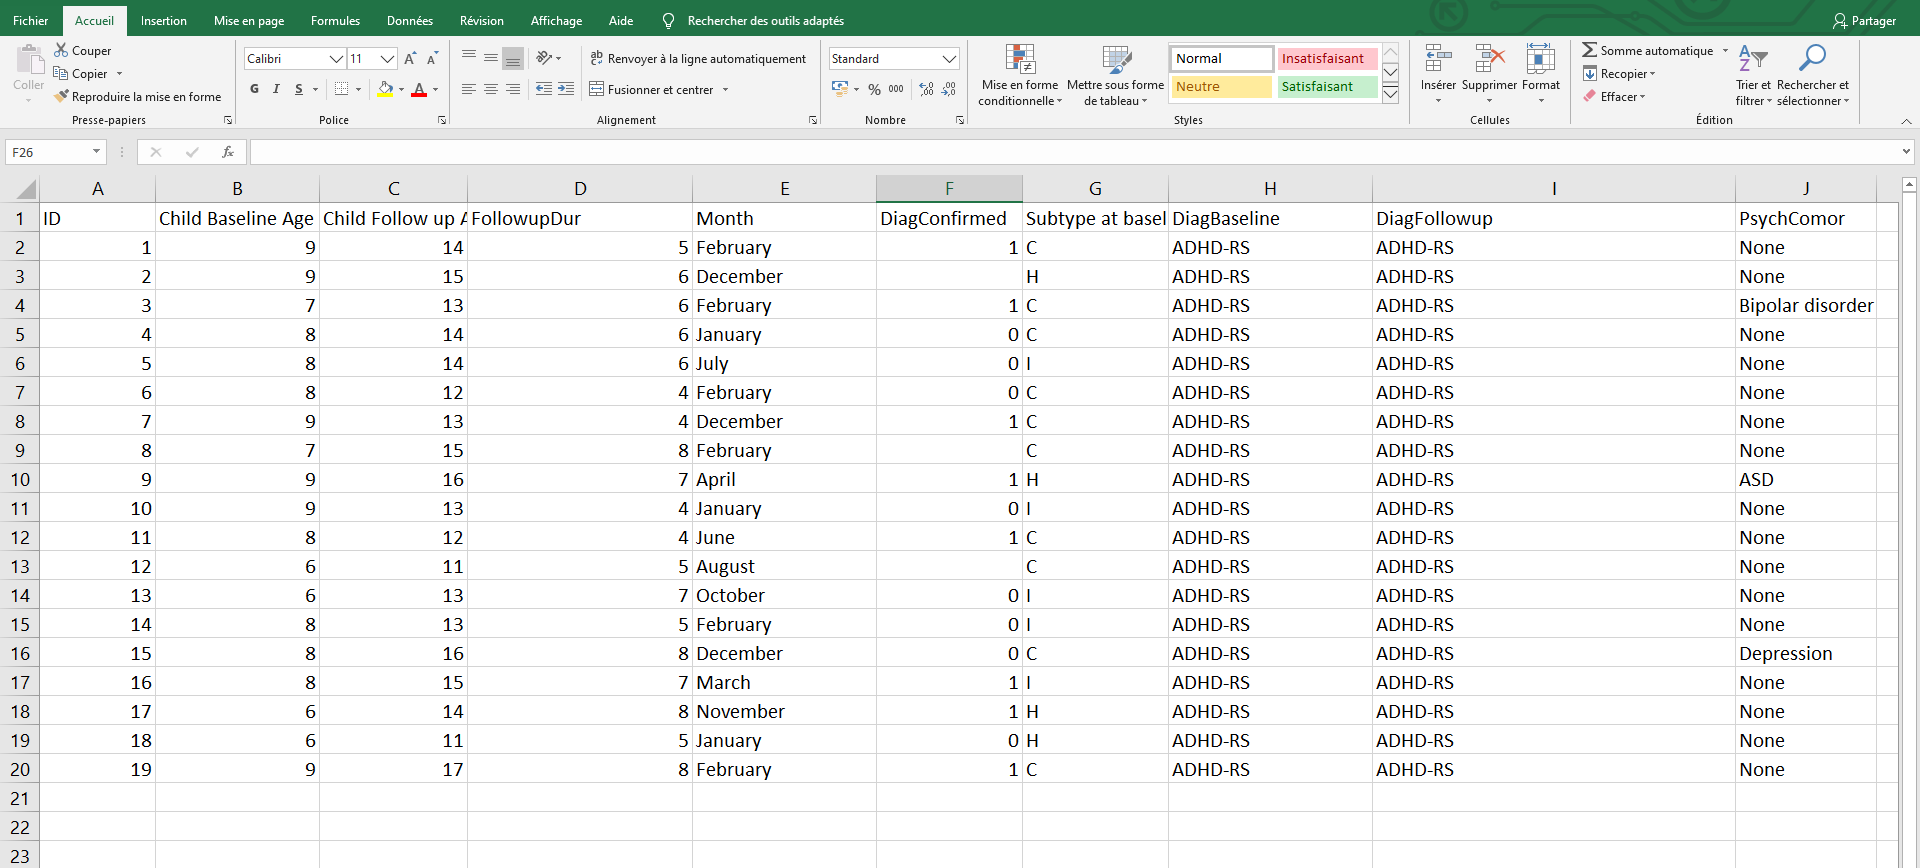 Fichier Accueil Insertion Mise en page Formules Données Révision Affichage Aide Rechercher des outils adaptés Partager
Coller
Couper
Copier
Reproduire la mise en forme
Presse-papiers
Calibri 11
G I S
Police
Renvoyer à la ligne automatiquement
Fusionner et centrer
Alignement
Standard
% 000
Nombre
Mise en forme conditionnelle
Mettre sous forme de tableau
Normal Insatisfaisant
Neutre Satisfaisant
Styles
Insérer Supprimer Format
Cellules
Somme automatique
Recopier
Effacer
Trier et filtrer
Rechercher et sélectionner
Édition
F26 fx
A B C D E F G H I J
1 ID Child Baseline Age Child Follow up A FollowupDur Month DiagConfirmed Subtype at basel DiagBaseline DiagFollowup PsychComor
2 1 9 14 5 February 1 C ADHD-RS ADHD-RS None
3 2 9 15 6 December H ADHD-RS ADHD-RS None
4 3 7 13 6 February 1 C ADHD-RS ADHD-RS Bipolar disorder
5 4 8 14 6 January 0 C ADHD-RS ADHD-RS None
6 5 8 14 6 July 0 I ADHD-RS ADHD-RS None
7 6 8 12 4 February 0 C ADHD-RS ADHD-RS None
8 7 9 13 4 December 1 C ADHD-RS ADHD-RS None
9 8 7 15 8 February C ADHD-RS ADHD-RS None
10 9 9 16 7 April 1 H ADHD-RS ADHD-RS ASD
11 10 9 13 4 January 0 I ADHD-RS ADHD-RS None
12 11 8 12 4 June 1 C ADHD-RS ADHD-RS None
13 12 6 11 5 August C ADHD-RS ADHD-RS None
14 13 6 13 7 October 0 I ADHD-RS ADHD-RS None
15 14 8 13 5 February 0 I ADHD-RS ADHD-RS None
16 15 8 16 8 December 0 C ADHD-RS ADHD-RS Depression
17 16 8 15 7 March 1 I ADHD-RS ADHD-RS None
18 17 6 14 8 November 1 H ADHD-RS ADHD-RS None
19 18 6 11 5 January 0 H ADHD-RS ADHD-RS None
20 19 9 17 8 February 1 C ADHD-RS ADHD-RS None
21
22
23